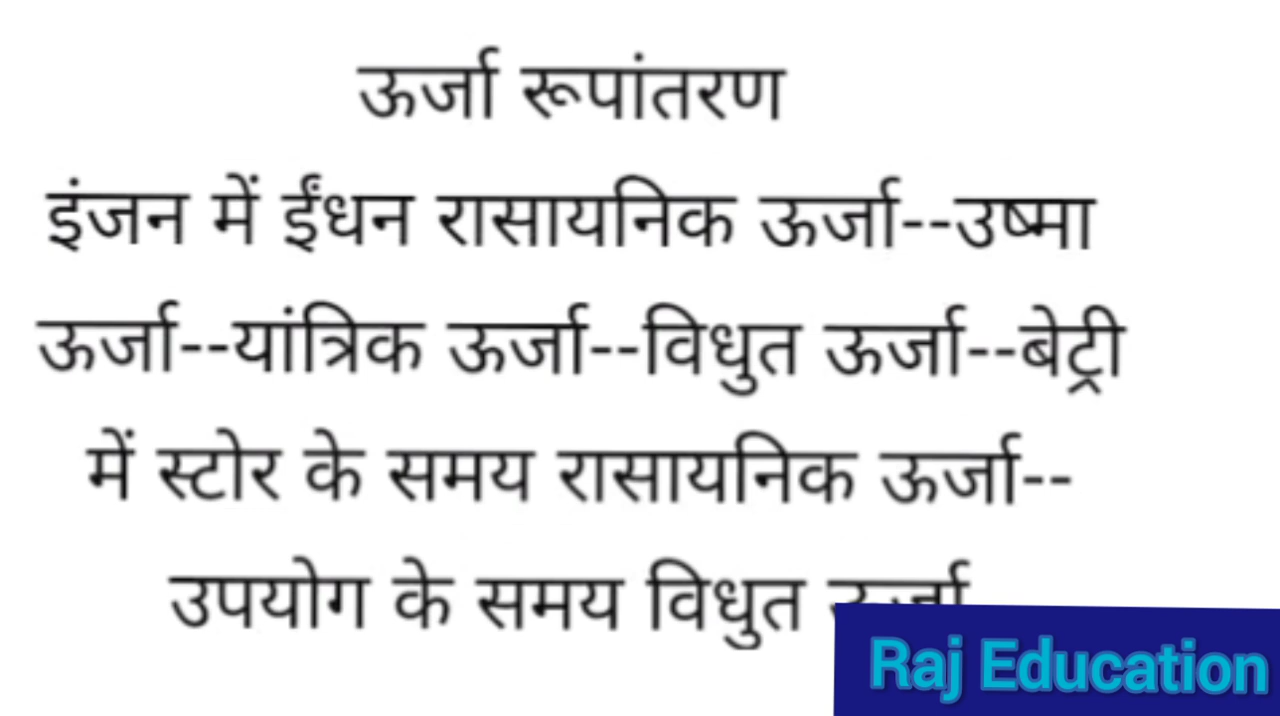 ऊर्जा रूपांतरण
इंजन में ईंधन रासायनिक ऊर्जा--उष्मा
ऊर्जा--यांत्रिक ऊर्जा--विधुत ऊर्जा--बेट्री
में स्टोर के समय रासायनिक ऊर्जा--
उपयोग के समय विधुत
Raj Education